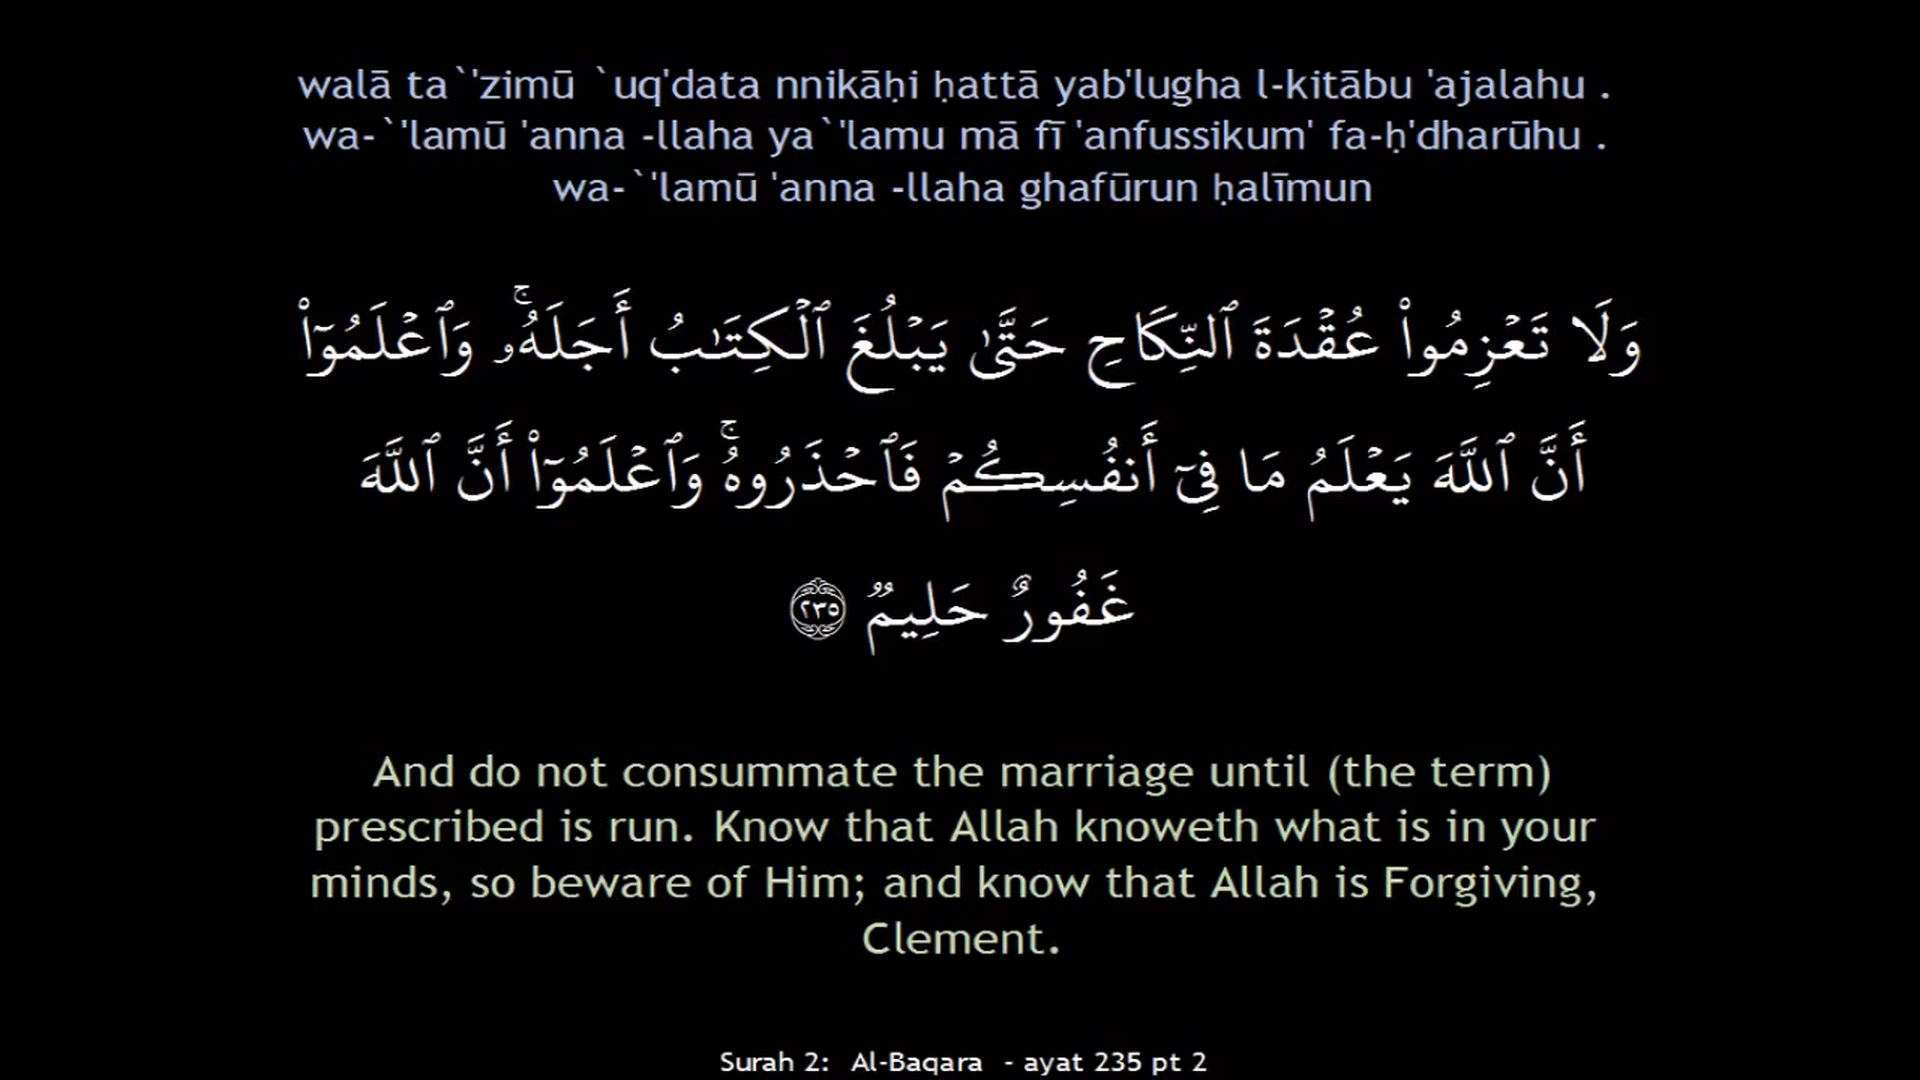 walā ta`'zimū `uq'data nnikāḥi ḥattā yab'lugha l-kitābu 'ajalahu .
wa-`'lamū 'anna -llaha ya`'lamu mā fī 'anfussikum' fa-ḥ'dharūhu .
wa-`'lamū 'anna -llaha ghafūrun ḥalīmun
وَلَا تَعۡزِمُواْ عُقۡدَةَ ٱلنِّكَاحِ حَتَّىٰ يَبۡلُغَ ٱلۡكِتَـٰبُ أَجَلَهُۥ‌ۚ وَٱعۡلَمُوٓاْ
أَنَّ ٱللَّهَ يَعۡلَمُ مَا فِىٓ أَنفُسِكُمۡ فَٱحۡذَرُوهُ‌ۚ وَٱعۡلَمُوٓاْ أَنَّ ٱللَّهَ
غَفُورٌ حَلِيمٌ ٢٣٥
And do not consummate the marriage until (the term)
prescribed is run. Know that Allah knoweth what is in your
minds, so beware of Him; and know that Allah is Forgiving,
Clement.
Surah 2: Al-Baqara - ayat 235 pt 2